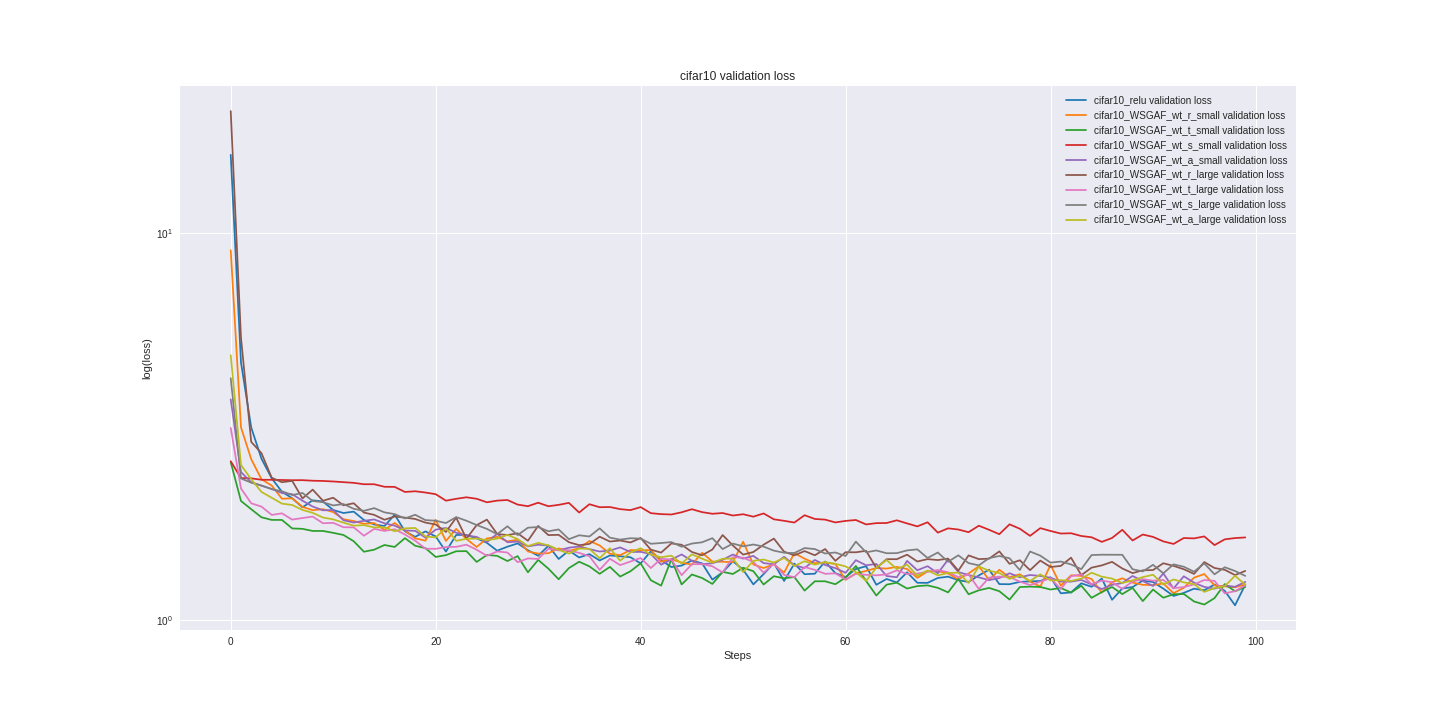 cifar10 validation loss
cifar10_relu validation loss
cifar10_WSGAF_wt_r_small validation loss
cifar10_WSGAF_wt_t_small validation loss
cifar10_WSGAF_wt_s_small validation loss
cifar10_WSGAF_wt_a_small validation loss
cifar10_WSGAF_wt_r_large validation loss
cifar10_WSGAF_wt_t_large validation loss
cifar10_WSGAF_wt_s_large validation loss
cifar10_WSGAF_wt_a_large validation loss
10¹
log(loss)
10⁰
0 20 40 60 80 100
Steps